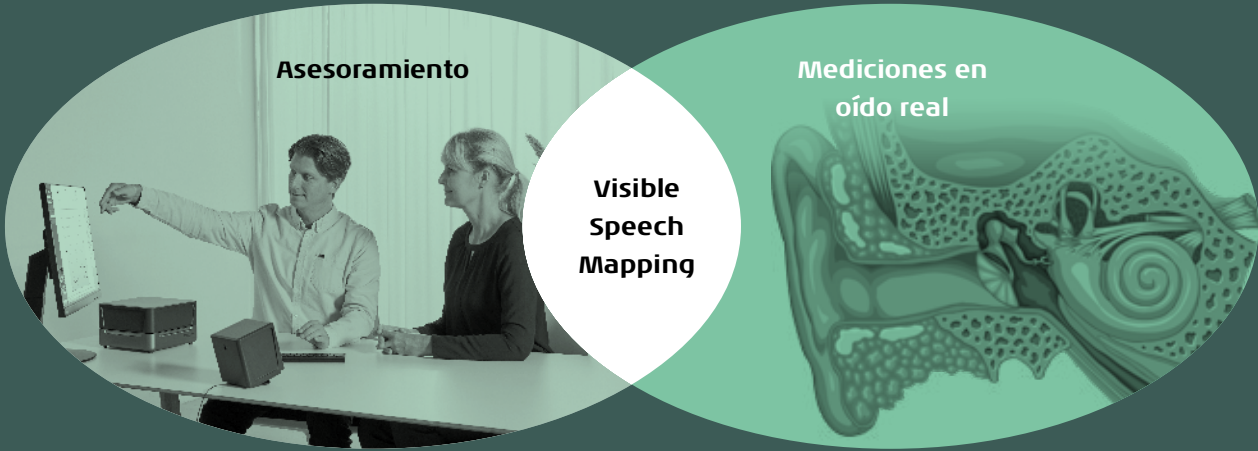 Asesoramiento
Mediciones en
oído real
Visible
Speech
Mapping